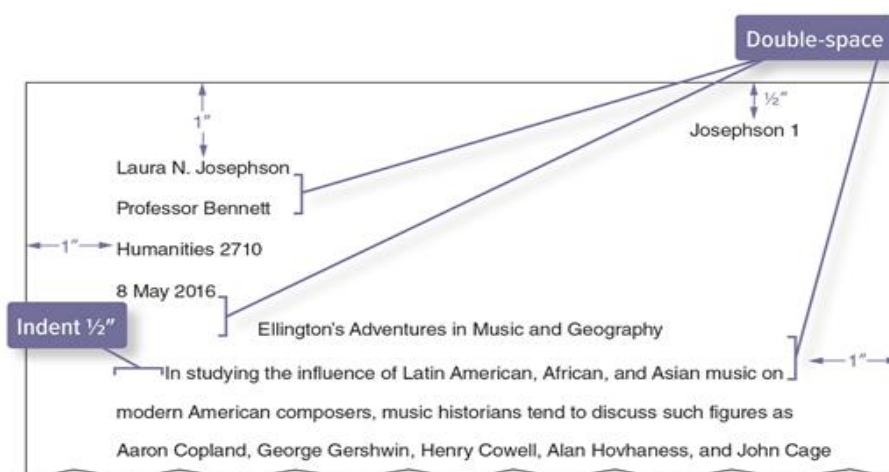 Double-space
½"
1"
Josephson 1
Laura N. Josephson
Professor Bennett
1" Humanities 2710
8 May 2016
Indent ½"
Ellington's Adventures in Music and Geography
1"
In studying the influence of Latin American, African, and Asian music on
modern American composers, music historians tend to discuss such figures as
Aaron Copland, George Gershwin, Henry Cowell, Alan Hovhaness, and John Cage